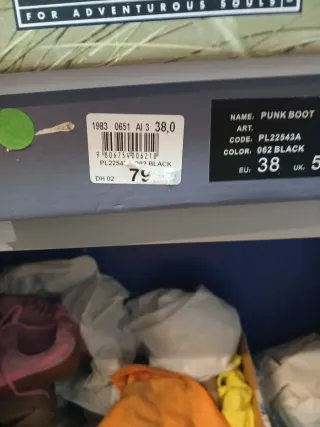 FOR ADVENTUROUS SOULS
1983 0651 AI 3 38,0
BLACK
79
DH 02
NAME: PUNK BOOT
ART.
CODE: PL22543A
COLOR: 062 BLACK
EU: 38 UK: 5